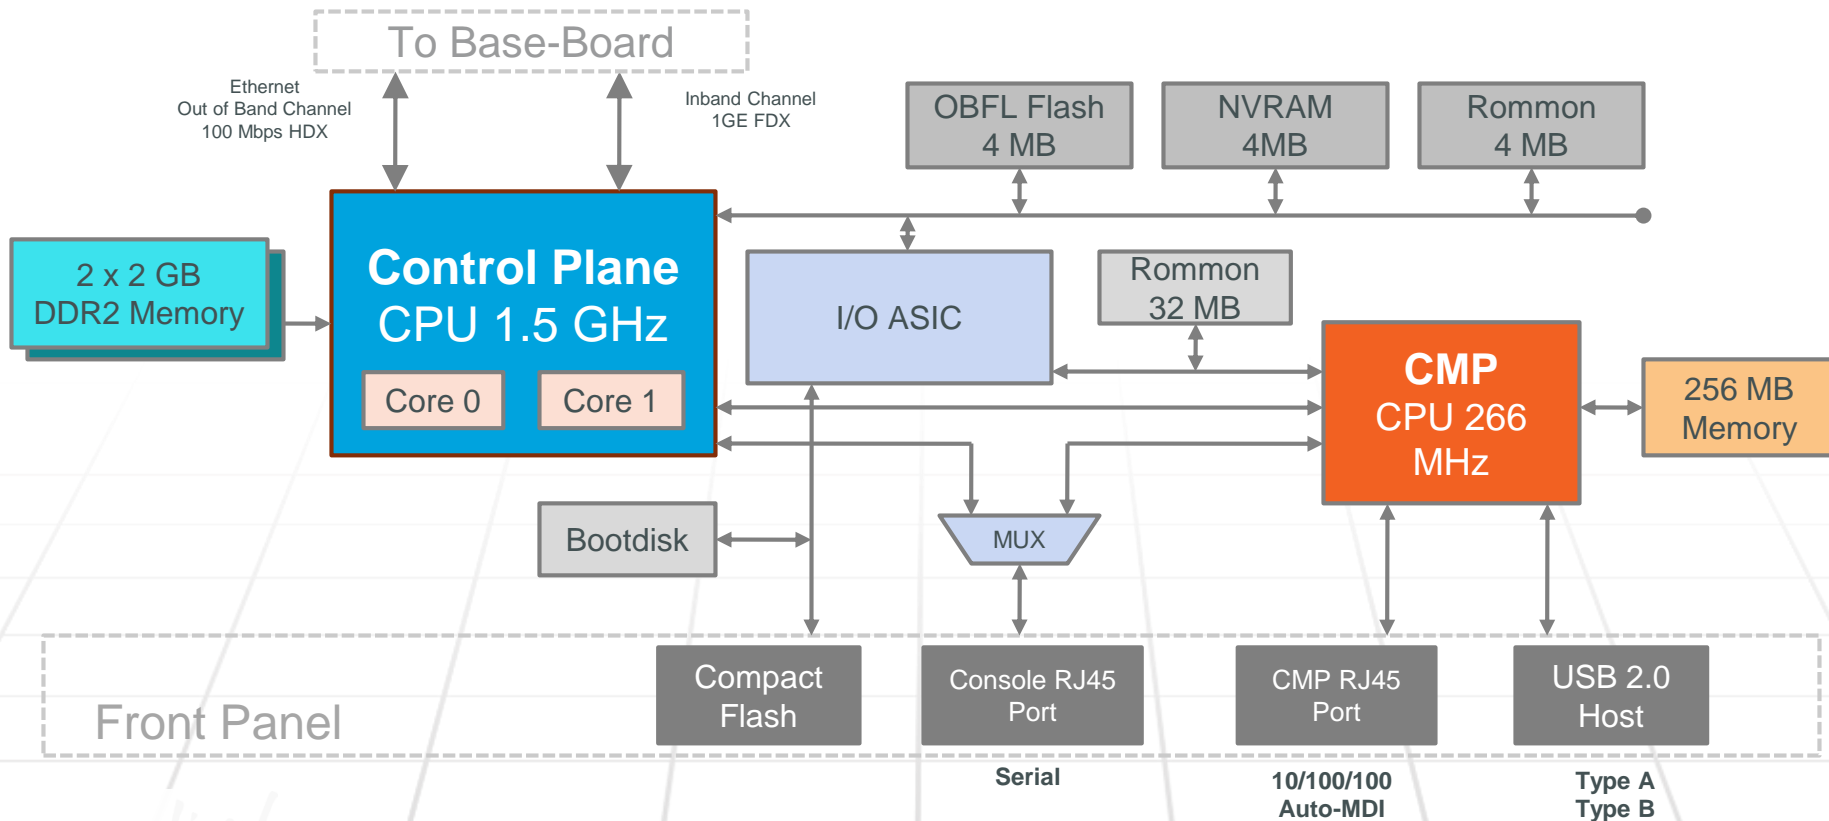 To Base-Board
Ethernet
Out of Band Channel
100 Mbps HDX
Inband Channel
1GE FDX
OBFL Flash
4 MB
NVRAM
4MB
Rommon
4 MB
2 x 2 GB
DDR2 Memory
Control Plane
CPU 1.5 GHz
Core 0
Core 1
I/O ASIC
Rommon
32 MB
CMP
CPU 266
MHz
256 MB
Memory
Bootdisk
MUX
Front Panel
Compact
Flash
Console RJ45
Port
CMP RJ45
Port
USB 2.0
Host
Serial
10/100/100
Auto-MDI
Type A
Type B